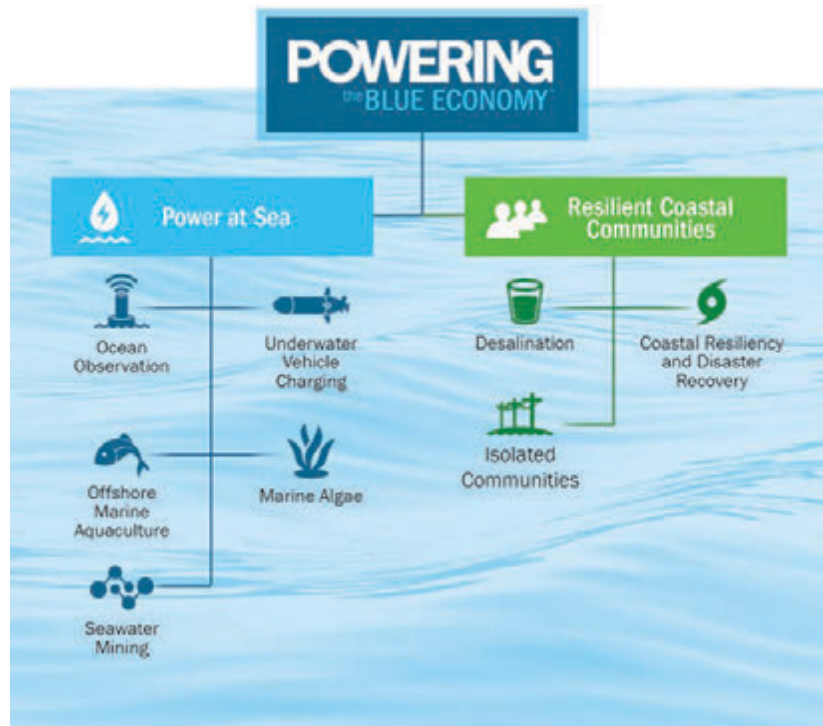 POWERING
the BLUE ECONOMY™
Power at Sea
Resilient Coastal
Communities
Ocean
Observation
Underwater
Vehicle
Charging
Desalination
Coastal Resiliency
and Disaster
Recovery
Offshore
Marine
Aquaculture
Marine Algae
Isolated
Communities
Seawater
Mining